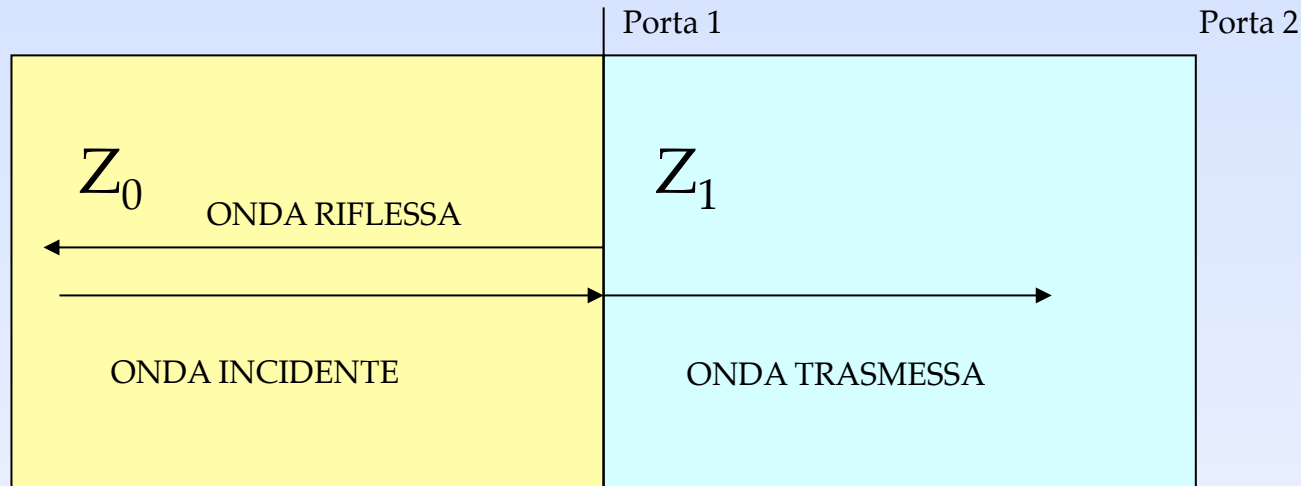 Porta 1
Porta 2
Z₀
Z₁
ONDA RIFLESSA
ONDA INCIDENTE
ONDA TRASMESSA